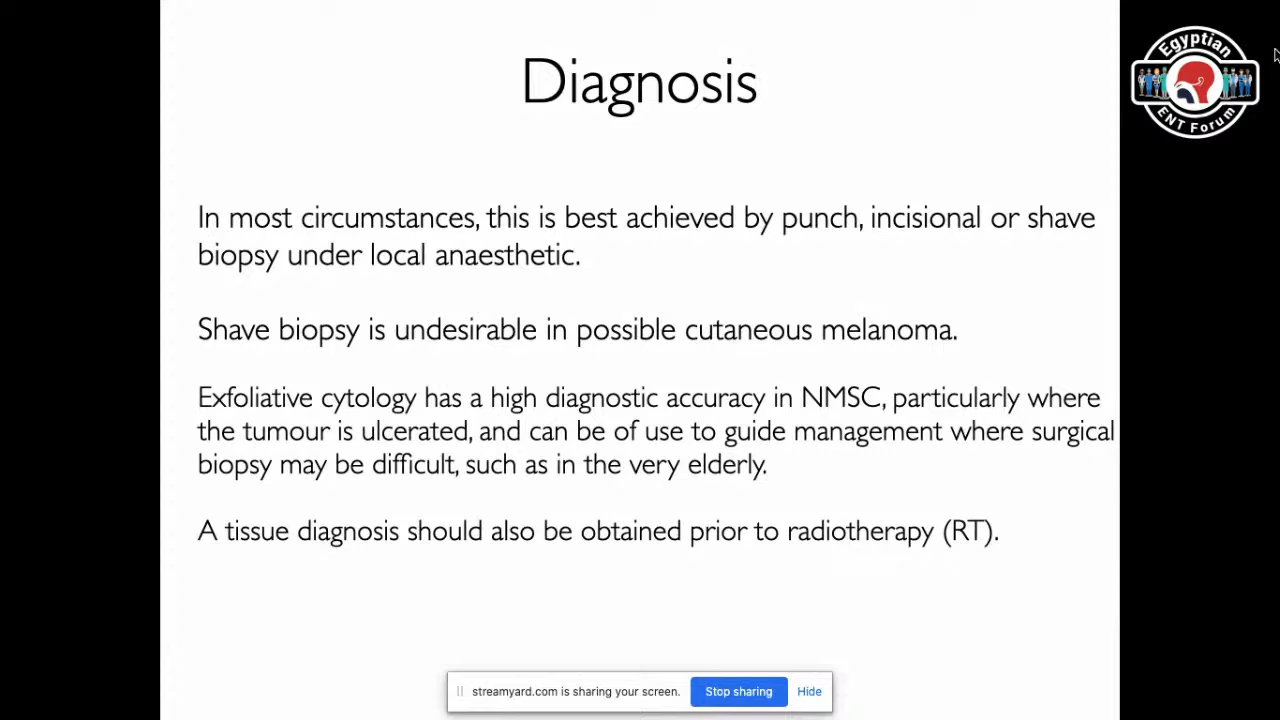 Diagnosis
Egyptian
ENT Forum
In most circumstances, this is best achieved by punch, incisional or shave
biopsy under local anaesthetic.
Shave biopsy is undesirable in possible cutaneous melanoma.
Exfoliative cytology has a high diagnostic accuracy in NMSC, particularly where
the tumour is ulcerated, and can be of use to guide management where surgical
biopsy may be difficult, such as in the very elderly.
A tissue diagnosis should also be obtained prior to radiotherapy (RT).
streamyard.com is sharing your screen. Stop sharing Hide